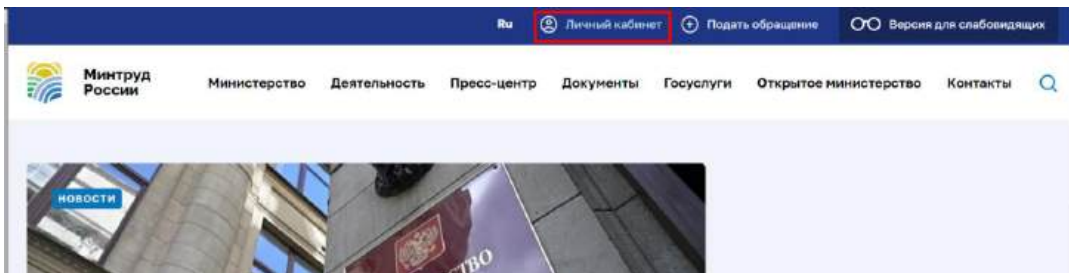 Ru Личный кабинет Подать обращение Версия для слабовидящих
Минтруд
России
Министерство Деятельность Пресс-центр Документы Госуслуги Открытое министерство Контакты
НОВОСТИ